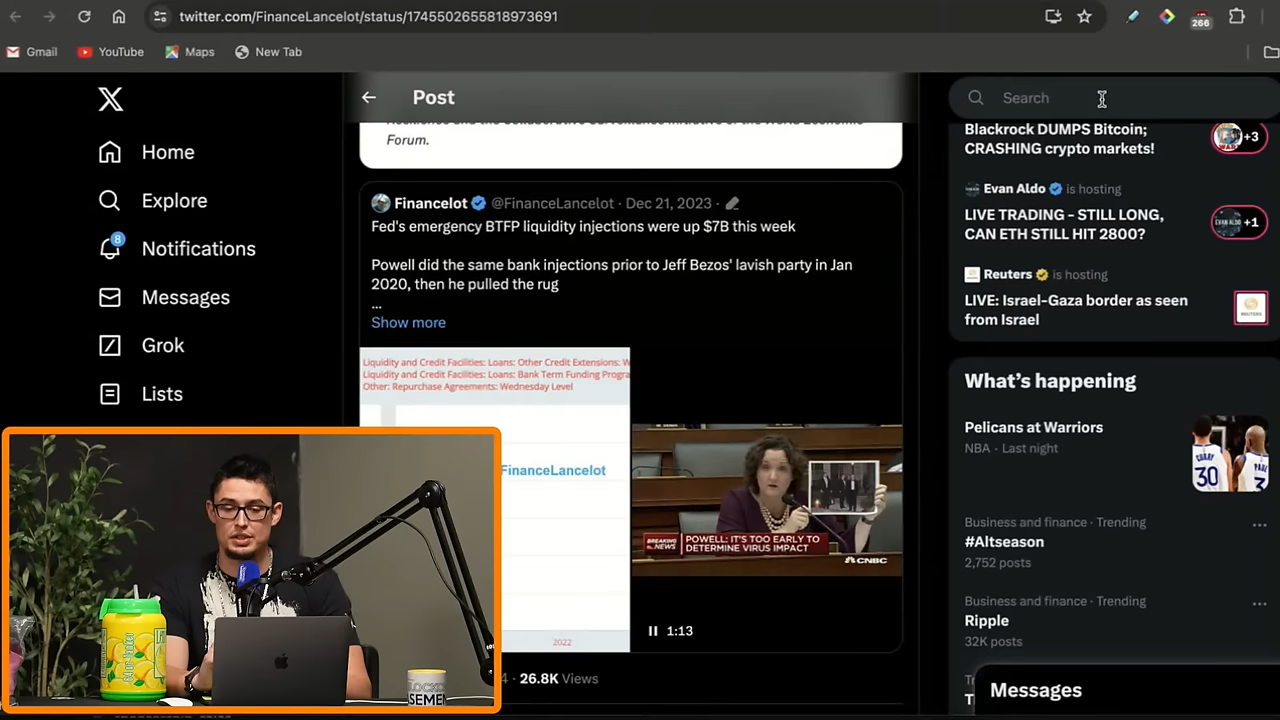 twitter.com/FinanceLancelot/status/1745502655818973691
266
Gmail
YouTube
Maps
New Tab
Home
Explore
8
Notifications
Messages
Grok
Lists
Post
Forum.
Financelot @FinanceLancelot · Dec 21, 2023 ·
Fed's emergency BTFP liquidity injections were up $7B this week
Powell did the same bank injections prior to Jeff Bezos' lavish party in Jan
2020, then he pulled the rug
...
Show more
Liquidity and Credit Facilities: Loans: Other Credit Extensions: W
Liquidity and Credit Facilities: Loans: Bank Term Funding Progra
Other: Repurchase Agreements: Wednesday Level
FinanceLancelot
2022
BREAKING NEWS
POWELL: IT'S TOO EARLY TO
DETERMINE VIRUS IMPACT
CNBC
1:13
26.8K Views
Search
Blackrock DUMPS Bitcoin;
CRASHING crypto markets!
+3
Evan Aldo is hosting
LIVE TRADING - STILL LONG,
CAN ETH STILL HIT 2800?
+1
Reuters is hosting
LIVE: Israel-Gaza border as seen
from Israel
What's happening
Pelicans at Warriors
NBA · Last night
Business and finance · Trending
#Altseason
2,752 posts
Business and finance · Trending
Ripple
32K posts
Messages
SEME